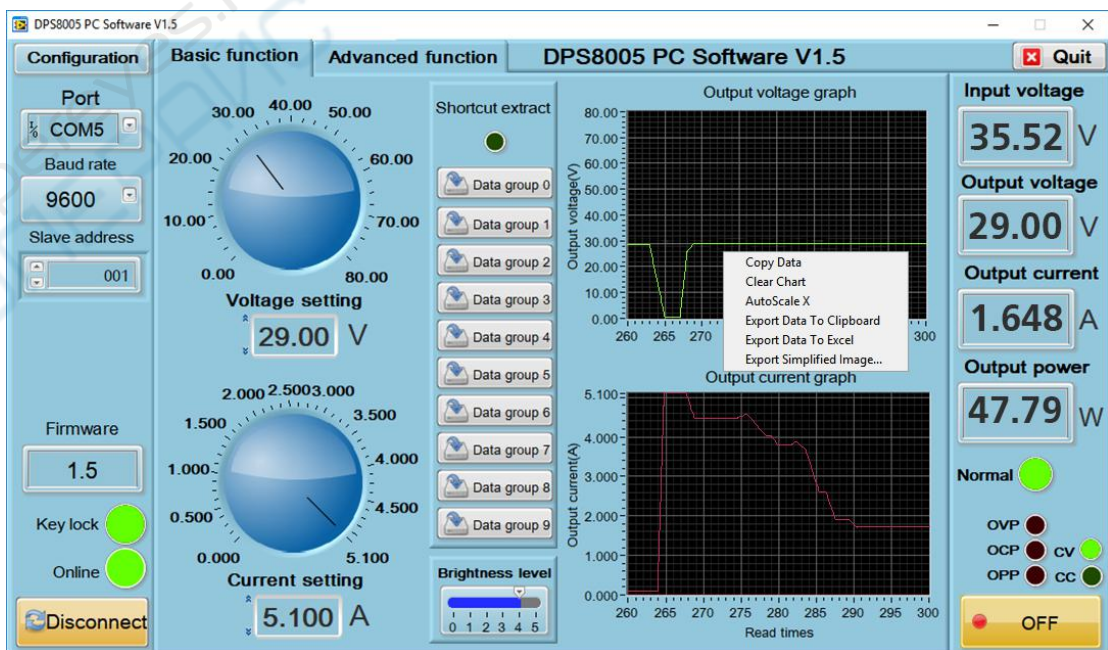 DPS8005 PC Software V1.5
Configuration
Basic function
Advanced function
DPS8005 PC Software V1.5
Quit
Port
COM5
Baud rate
9600
Slave address
001
Firmware
1.5
Key lock
Online
Disconnect
0.00
10.00
20.00
30.00
40.00
50.00
60.00
70.00
80.00
Voltage setting
29.00 V
0.000
0.500
1.000
1.500
2.000
2.500
3.000
3.500
4.000
4.500
5.100
Current setting
5.100 A
Shortcut extract
Data group 0
Data group 1
Data group 2
Data group 3
Data group 4
Data group 5
Data group 6
Data group 7
Data group 8
Data group 9
Brightness level
0 1 2 3 4 5
Output voltage graph
Output voltage(V)
80.00
70.00
60.00
50.00
40.00
30.00
20.00
10.00
0.00
260 265 270 300
Copy Data
Clear Chart
AutoScale X
Export Data To Clipboard
Export Data To Excel
Export Simplified Image...
Output current graph
Output current(A)
5.100
4.000
3.000
2.000
1.000
0.000
260 265 270 275 280 285 290 295 300
Read times
Input voltage
35.52 V
Output voltage
29.00 V
Output current
1.648 A
Output power
47.79 W
Normal
OVP
OCP
OPP
CV
CC
OFF